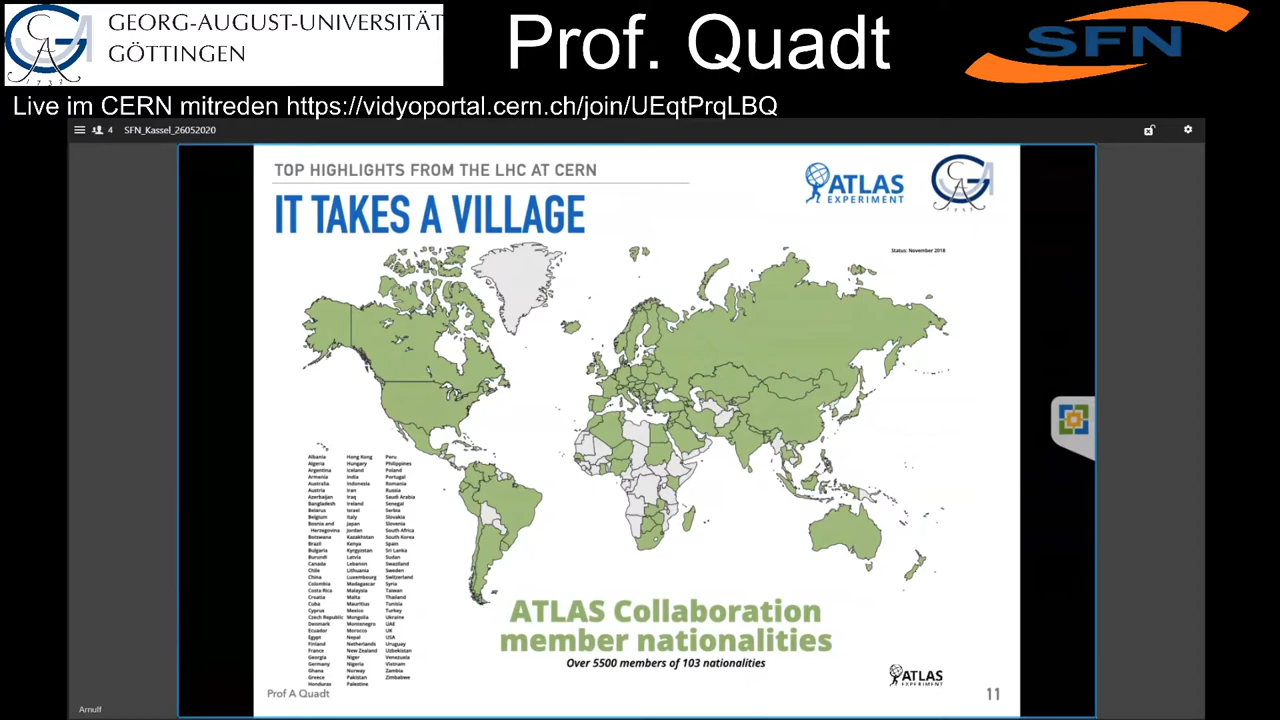 GEORG-AUGUST-UNIVERSITÄT
GÖTTINGEN
Prof. Quadt
SFN
Live im CERN mitreden https://vidyoportal.cern.ch/join/UEqtPrqLBQ
4 SFN_Kassel_26052020
TOP HIGHLIGHTS FROM THE LHC AT CERN
IT TAKES A VILLAGE
ATLAS
EXPERIMENT
Status: November 2018
Albania Hong Kong Peru
Algeria Hungary Philippines
Argentina Iceland Poland
Armenia India Portugal
Australia Indonesia Romania
Austria Iran Russia
Azerbaijan Iraq Saudi Arabia
Bangladesh Ireland Senegal
Belarus Israel Serbia
Belgium Italy Slovakia
Bosnia and Japan Slovenia
Herzegovina Jordan South Africa
Botswana Kazakhstan South Korea
Brazil Kenya Spain
Bulgaria Kyrgyzstan Sri Lanka
Burundi Latvia Sudan
Canada Lebanon Swaziland
Chile Lithuania Sweden
China Luxembourg Switzerland
Colombia Madagascar Syria
Costa Rica Malaysia Taiwan
Croatia Malta Thailand
Cuba Mauritius Tunisia
Cyprus Mexico Turkey
Czech Republic Mongolia Ukraine
Denmark Montenegro UAE
Ecuador Morocco UK
Egypt Nepal USA
Finland Netherlands Uruguay
France New Zealand Uzbekistan
Georgia Niger Venezuela
Germany Nigeria Vietnam
Ghana Norway Zambia
Greece Pakistan Zimbabwe
Honduras Palestine
ATLAS Collaboration
member nationalities
Over 5500 members of 103 nationalities
ATLAS
EXPERIMENT
Prof A Quadt
11
Arnulf